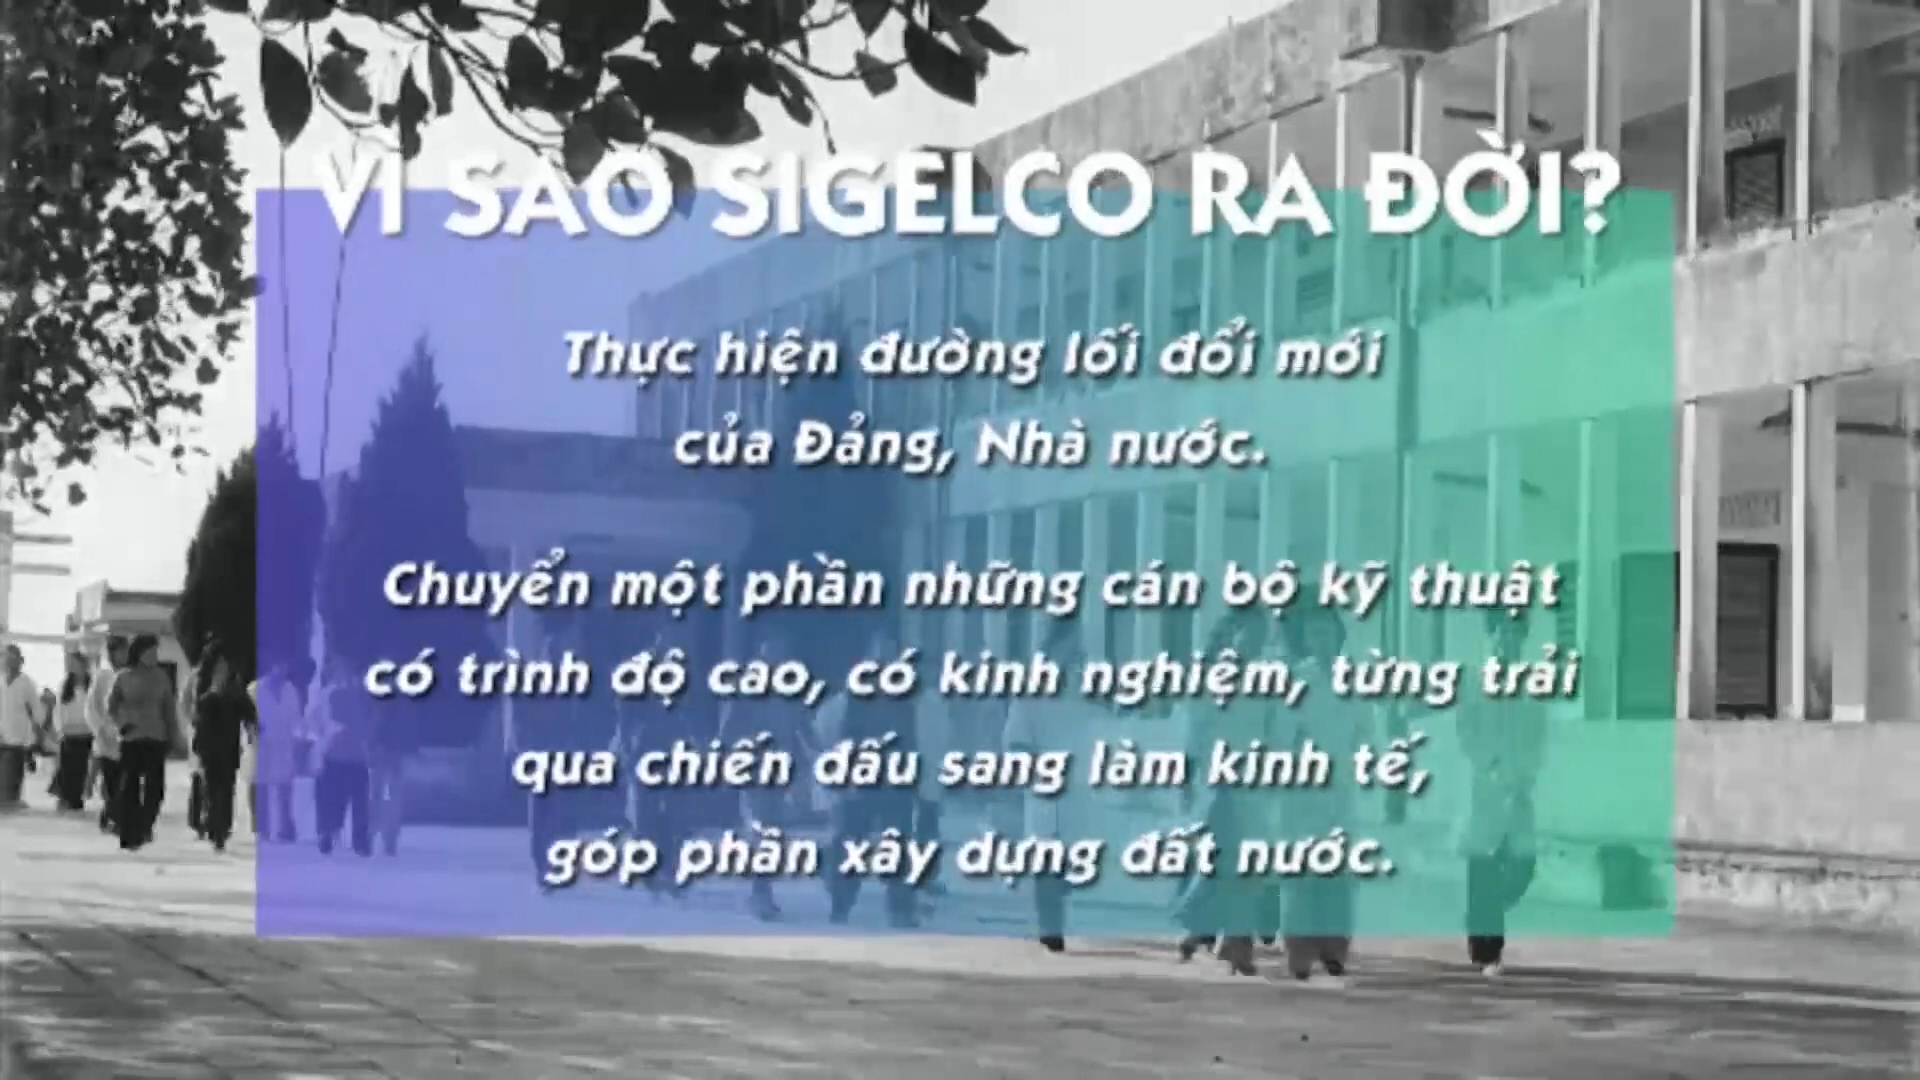 VÌ SAO SIGELCO RA ĐỜI?
Thực hiện đường lối đổi mới
của Đảng, Nhà nước.
Chuyển một phần những cán bộ kỹ thuật
có trình độ cao, có kinh nghiệm, từng trải
qua chiến đấu sang làm kinh tế,
góp phần xây dựng đất nước.